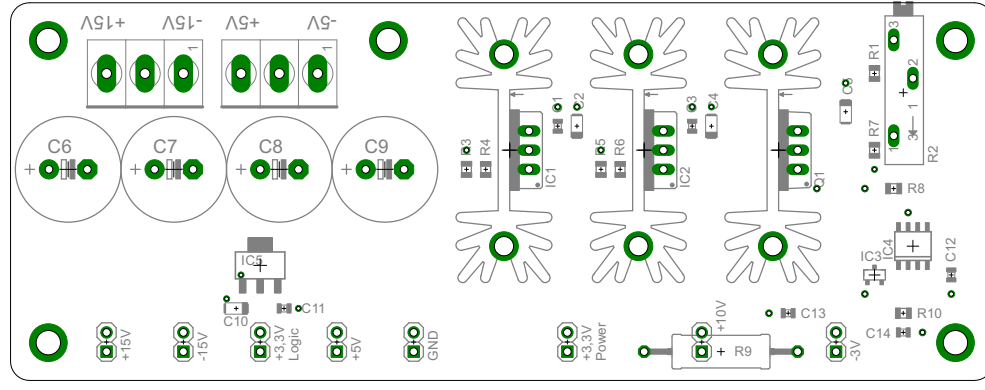 +15V
-15V
+5V
-5V
1
1
C6
C7
C8
C9
R3
R4
IC1
C1
C2
R5
R6
IC2
C3
C4
Q1
R1
R7
3
2
1
3
1
R2
R8
IC5
C10
C11
IC3
IC4
C12
C13
R10
C14
R9
+15V
-15V
+3,3V
Logic
+5V
GND
+3,3V
Power
+10V
-3V